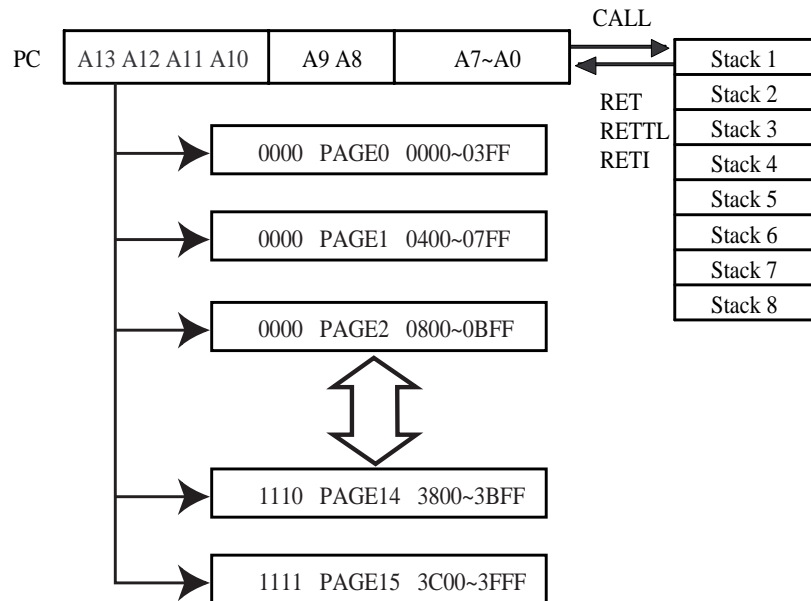 CALL
PC
A13 A12 A11 A10
A9 A8
A7~A0
RET
RETTL
RETI
Stack 1
Stack 2
Stack 3
Stack 4
Stack 5
Stack 6
Stack 7
Stack 8
0000 PAGE0 0000~03FF
0000 PAGE1 0400~07FF
0000 PAGE2 0800~0BFF
1110 PAGE14 3800~3BFF
1111 PAGE15 3C00~3FFF